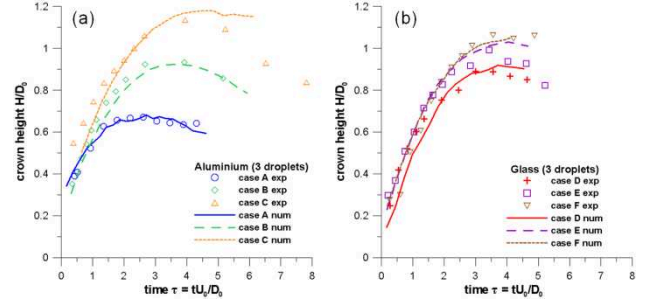 (a)
crown height H/D₀
1.2
1
0.8
0.6
0.4
0.2
0
0 1 2 3 4 5 6 7 8
time τ = tU₀/D₀
Aluminium (3 droplets)
case A exp
case B exp
case C exp
case A num
case B num
case C num
(b)
crown height H/D₀
1.2
1
0.8
0.6
0.4
0.2
0
0 1 2 3 4 5 6 7 8
time τ = tU₀/D₀
Glass (3 droplets)
case D exp
case E exp
case F exp
case D num
case E num
case F num